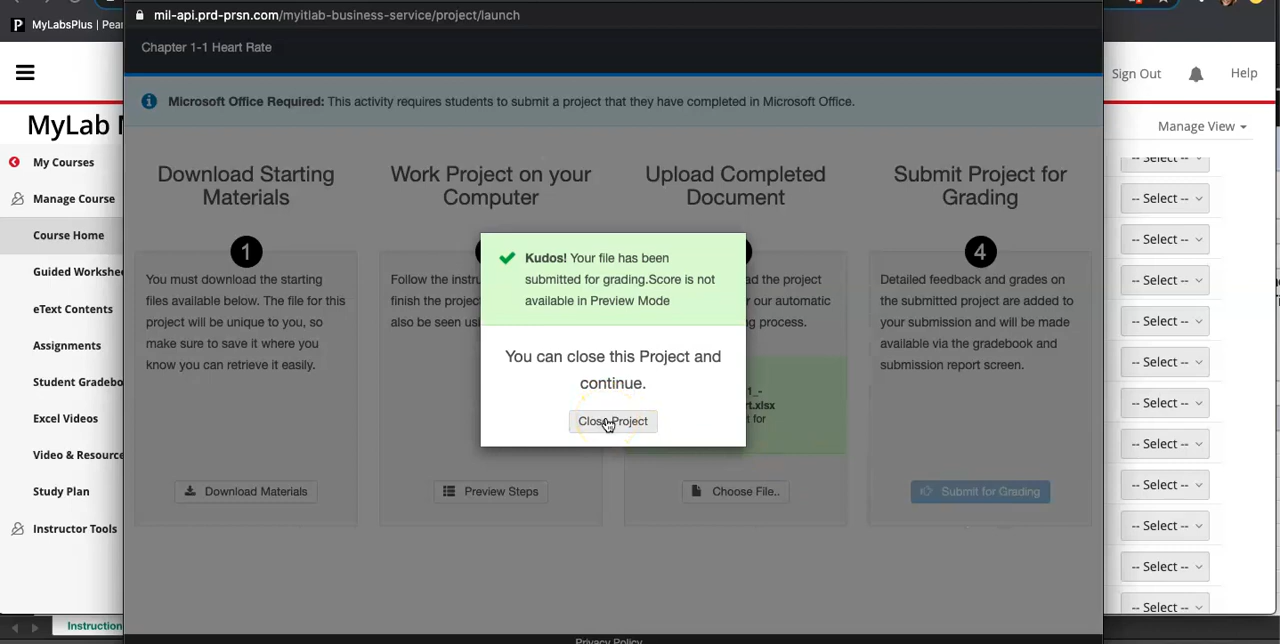 mil-api.prd-prsn.com/myitlab-business-service/project/launch
MyLabsPlus | Pear
Chapter 1-1 Heart Rate
Sign Out
Help
Microsoft Office Required: This activity requires students to submit a project that they have completed in Microsoft Office.
MyLab
Manage View
My Courses
Manage Course
Course Home
Guided Workshe
eText Contents
Assignments
Student Gradebo
Excel Videos
Video & Resource
Study Plan
Instructor Tools
Download Starting
Materials
1
You must download the starting
files available below. The file for this
project will be unique to you, so
make sure to save it where you
know you can retrieve it easily.
Download Materials
Work Project on your
Computer
Follow the instru
finish the projec
also be seen usi
Preview Steps
Upload Completed
Document
ad the project
r our automatic
ng process.
1_-
rt.xlsx
t for
Choose File..
Submit Project for
Grading
4
Detailed feedback and grades on
the submitted project are added to
your submission and will be made
available via the gradebook and
submission report screen.
Submit for Grading
Kudos! Your file has been
submitted for grading.Score is not
available in Preview Mode
You can close this Project and
continue.
Close Project
-- Select --
-- Select --
-- Select --
-- Select --
-- Select --
-- Select --
-- Select --
-- Select --
-- Select --
-- Select --
-- Select --
-- Select --
Instruction
Privacy Policy